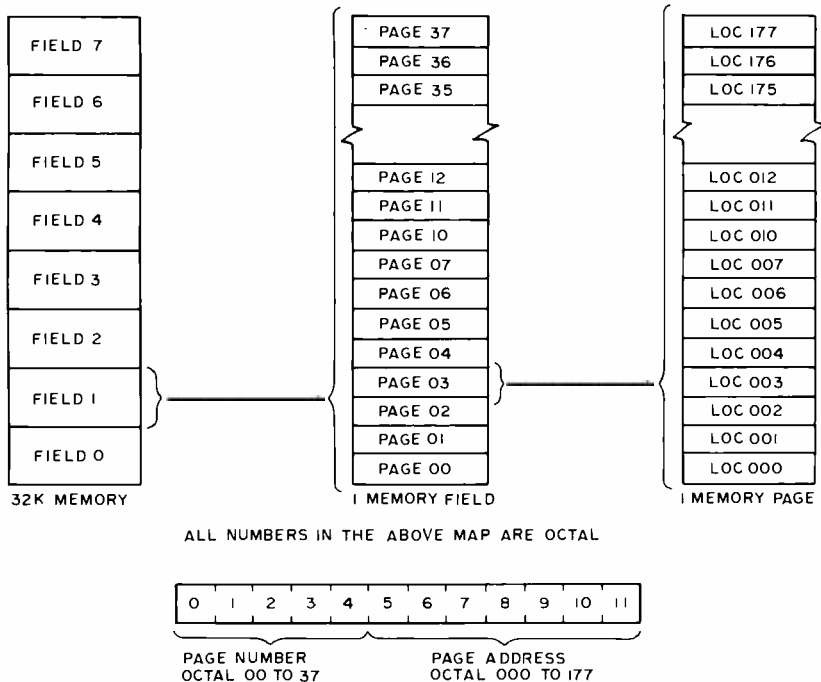 FIELD 7
FIELD 6
FIELD 5
FIELD 4
FIELD 3
FIELD 2
FIELD 1
FIELD 0
32K MEMORY
PAGE 37
PAGE 36
PAGE 35
PAGE 12
PAGE 11
PAGE 10
PAGE 07
PAGE 06
PAGE 05
PAGE 04
PAGE 03
PAGE 02
PAGE 01
PAGE 00
1 MEMORY FIELD
LOC 177
LOC 176
LOC 175
LOC 012
LOC 011
LOC 010
LOC 007
LOC 006
LOC 005
LOC 004
LOC 003
LOC 002
LOC 001
LOC 000
1 MEMORY PAGE
ALL NUMBERS IN THE ABOVE MAP ARE OCTAL
0 1 2 3 4 5 6 7 8 9 10 11
PAGE NUMBER
OCTAL 00 TO 37
PAGE ADDRESS
OCTAL 000 TO 177